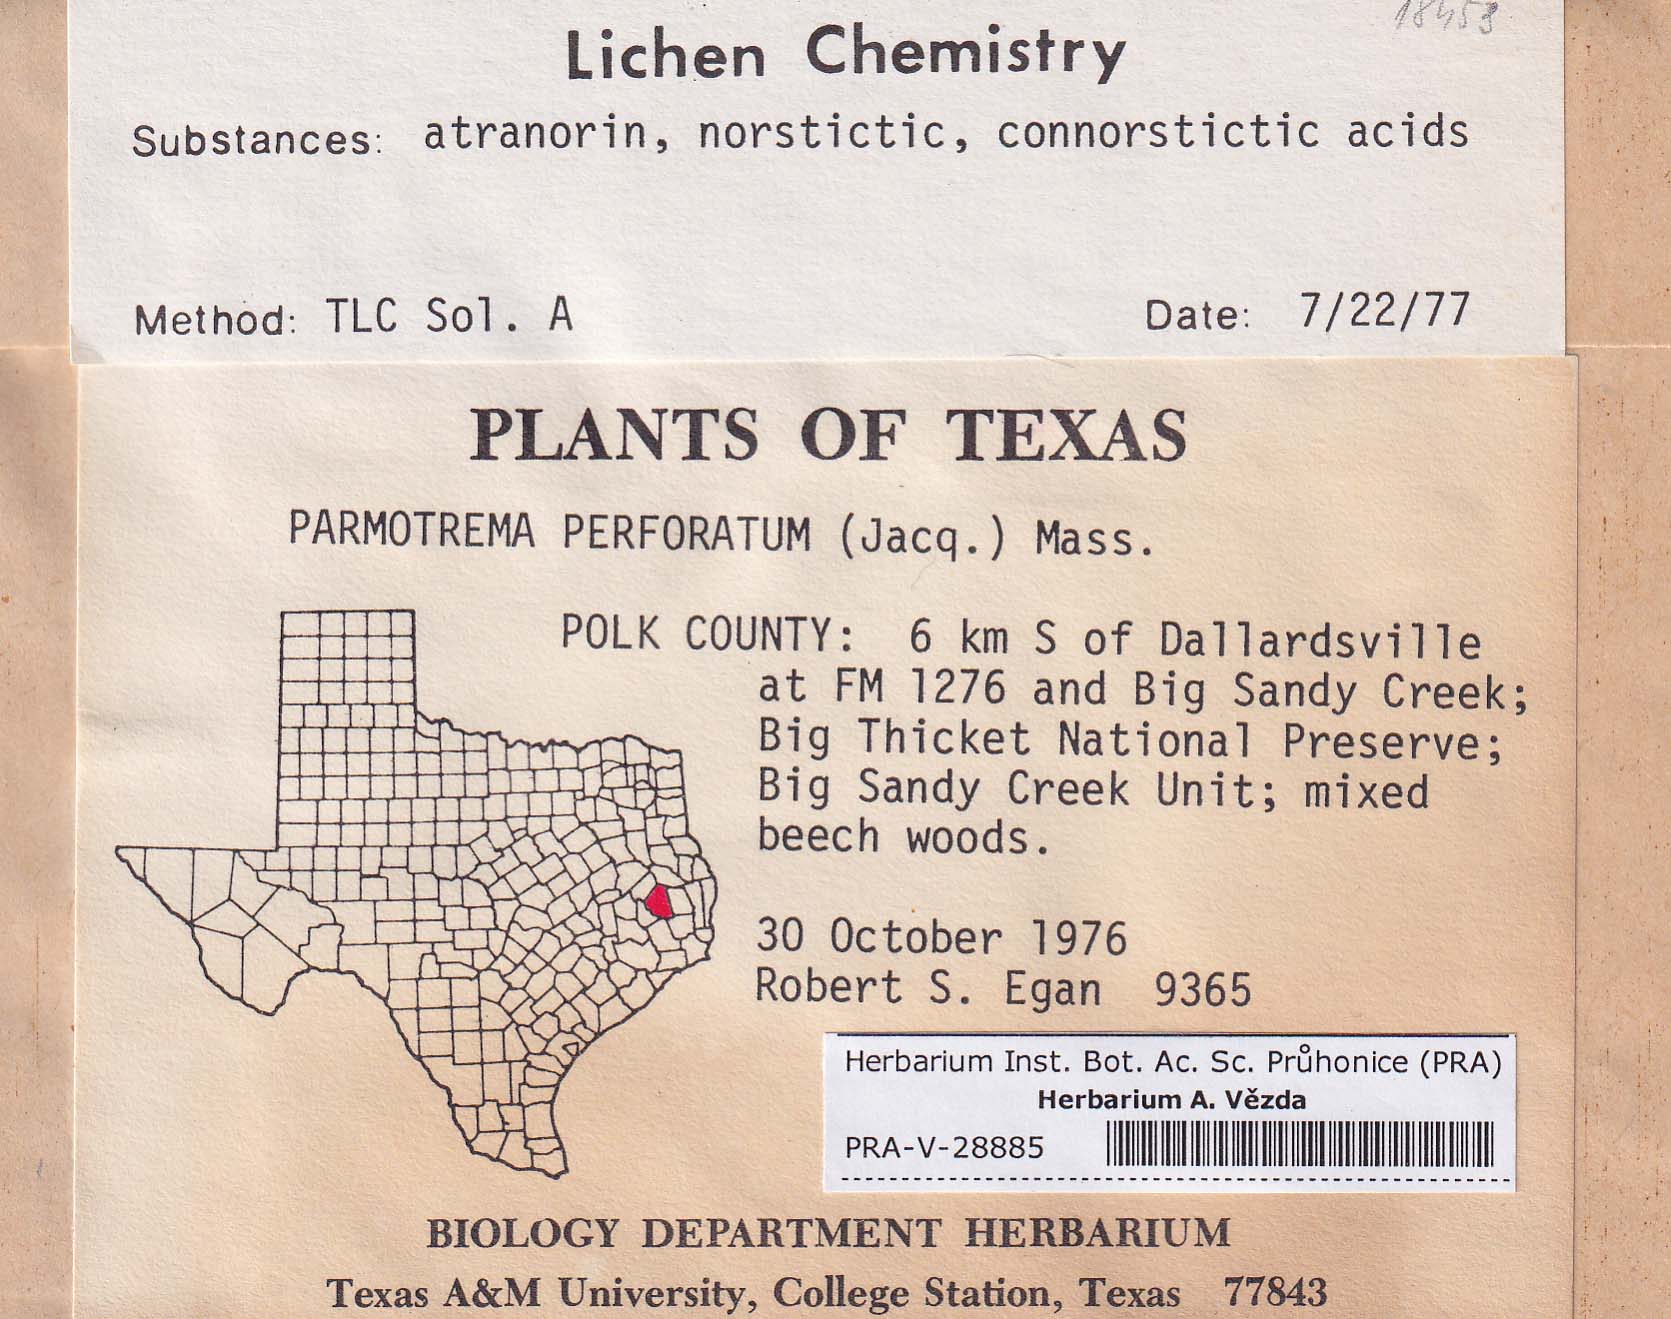 18453
Lichen Chemistry
Substances: atranorin, norstictic, connorstictic acids
Method: TLC Sol. A Date: 7/22/77
PLANTS OF TEXAS
PARMOTREMA PERFORATUM (Jacq.) Mass.
POLK COUNTY: 6 km S of Dallardsville
at FM 1276 and Big Sandy Creek;
Big Thicket National Preserve;
Big Sandy Creek Unit; mixed
beech woods.
30 October 1976
Robert S. Egan 9365
Herbarium Inst. Bot. Ac. Sc. Průhonice (PRA)
Herbarium A. Vězda
PRA-V-28885
BIOLOGY DEPARTMENT HERBARIUM
Texas A&M University, College Station, Texas 77843